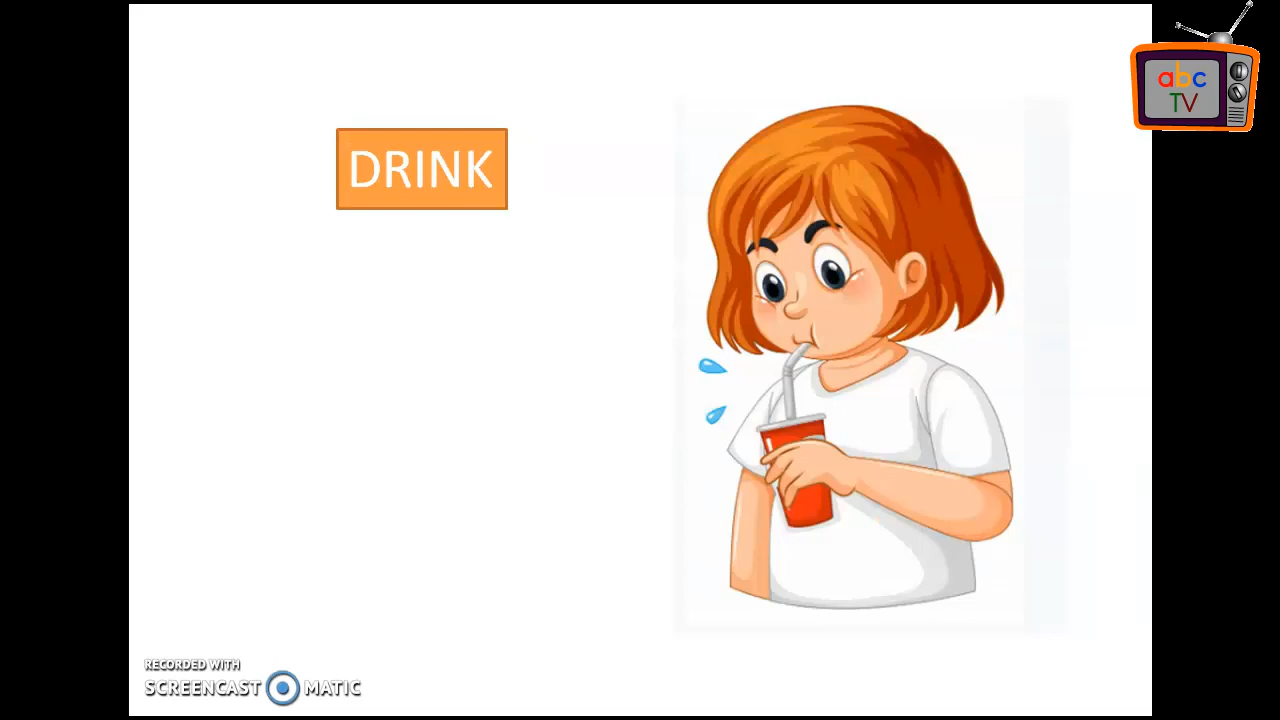 abc
TV
DRINK
RECORDED WITH
SCREENCAST MATIC